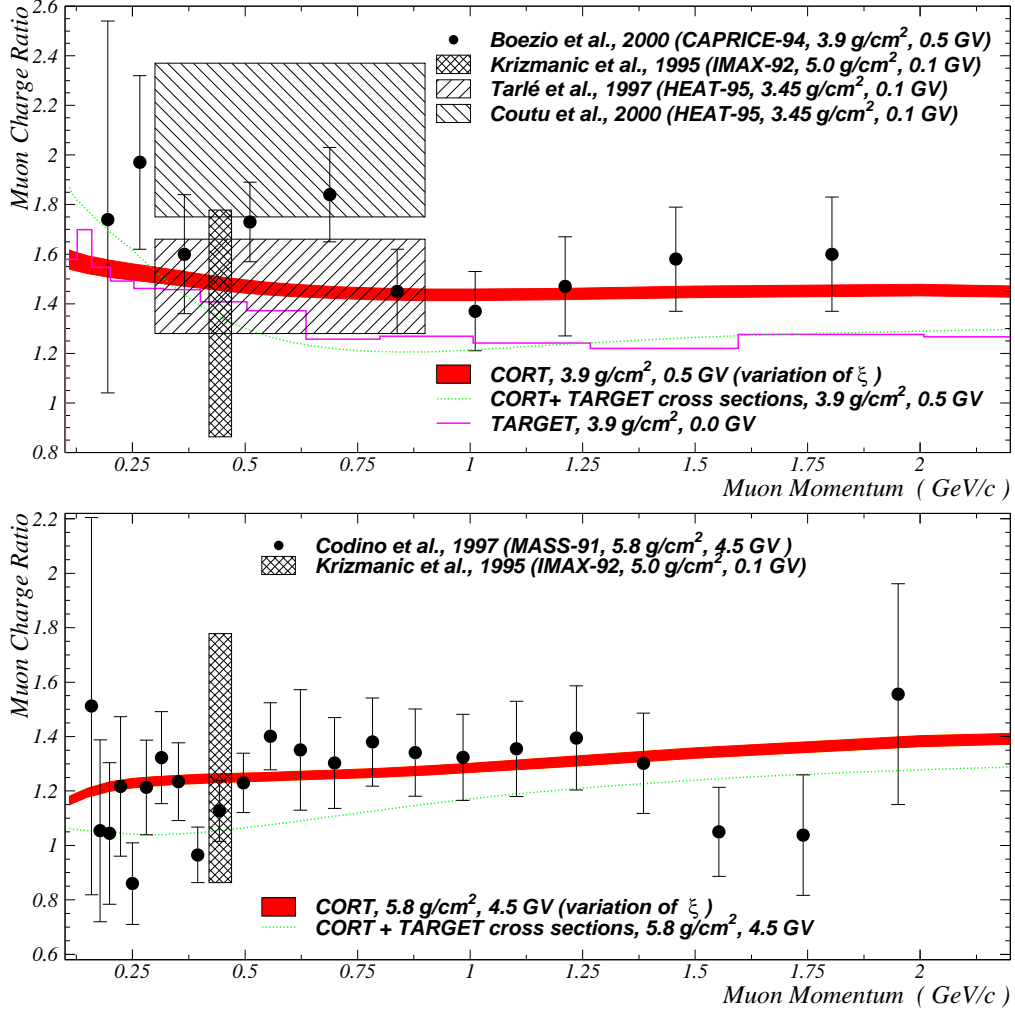 Muon Charge Ratio
2.6
2.4
2.2
2
1.8
1.6
1.4
1.2
1
0.8
Boezio et al., 2000 (CAPRICE-94, 3.9 g/cm², 0.5 GV)
Krizmanic et al., 1995 (IMAX-92, 5.0 g/cm², 0.1 GV)
Tarlé et al., 1997 (HEAT-95, 3.45 g/cm², 0.1 GV)
Coutu et al., 2000 (HEAT-95, 3.45 g/cm², 0.1 GV)
CORT, 3.9 g/cm², 0.5 GV (variation of ξ )
CORT+ TARGET cross sections, 3.9 g/cm², 0.5 GV
TARGET, 3.9 g/cm², 0.0 GV
0.25 0.5 0.75 1 1.25 1.5 1.75 2
Muon Momentum ( GeV/c )
Muon Charge Ratio
2.2
2
1.8
1.6
1.4
1.2
1
0.8
0.6
Codino et al., 1997 (MASS-91, 5.8 g/cm², 4.5 GV )
Krizmanic et al., 1995 (IMAX-92, 5.0 g/cm², 0.1 GV)
CORT, 5.8 g/cm², 4.5 GV (variation of ξ )
CORT + TARGET cross sections, 5.8 g/cm², 4.5 GV
0.25 0.5 0.75 1 1.25 1.5 1.75 2
Muon Momentum ( GeV/c )